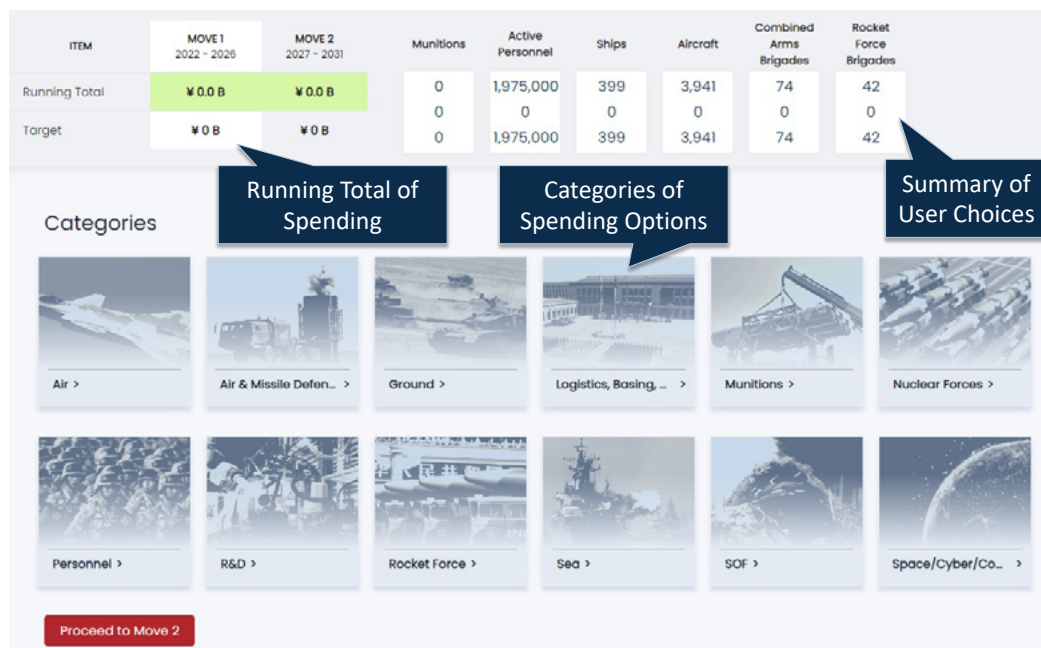 ITEM
MOVE 1
2022 - 2026
MOVE 2
2027 - 2031
Munitions
Active
Personnel
Ships
Aircraft
Combined
Arms
Brigades
Rocket
Force
Brigades
Running Total
¥ 0.0 B
¥ 0.0 B
0
1,975,000
399
3,941
74
42
0
0
0
0
0
0
Target
¥ 0 B
¥ 0 B
0
1,975,000
399
3,941
74
42
Running Total of
Spending
Categories of
Spending Options
Summary of
User Choices
Categories
Air >
Air & Missile Defen... >
Ground >
Logistics, Basing, ... >
Munitions >
Nuclear Forces >
Personnel >
R&D >
Rocket Force >
Sea >
SOF >
Space/Cyber/Co... >
Proceed to Move 2